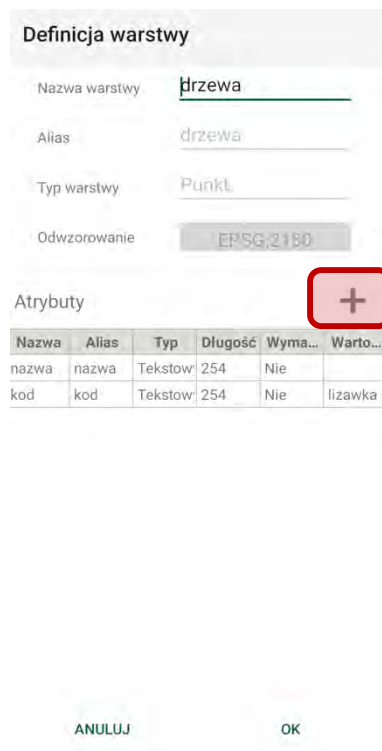 Definicja warstwy
Nazwa warstwy drzewa
Alias drzewa
Typ warstwy Punkt
Odwzorowanie EPSG:2180
Atrybuty +
Nazwa Alias Typ Długość Wyma... Warto...
nazwa nazwa Tekstow 254 Nie
kod kod Tekstow 254 Nie lizawka
ANULUJ OK